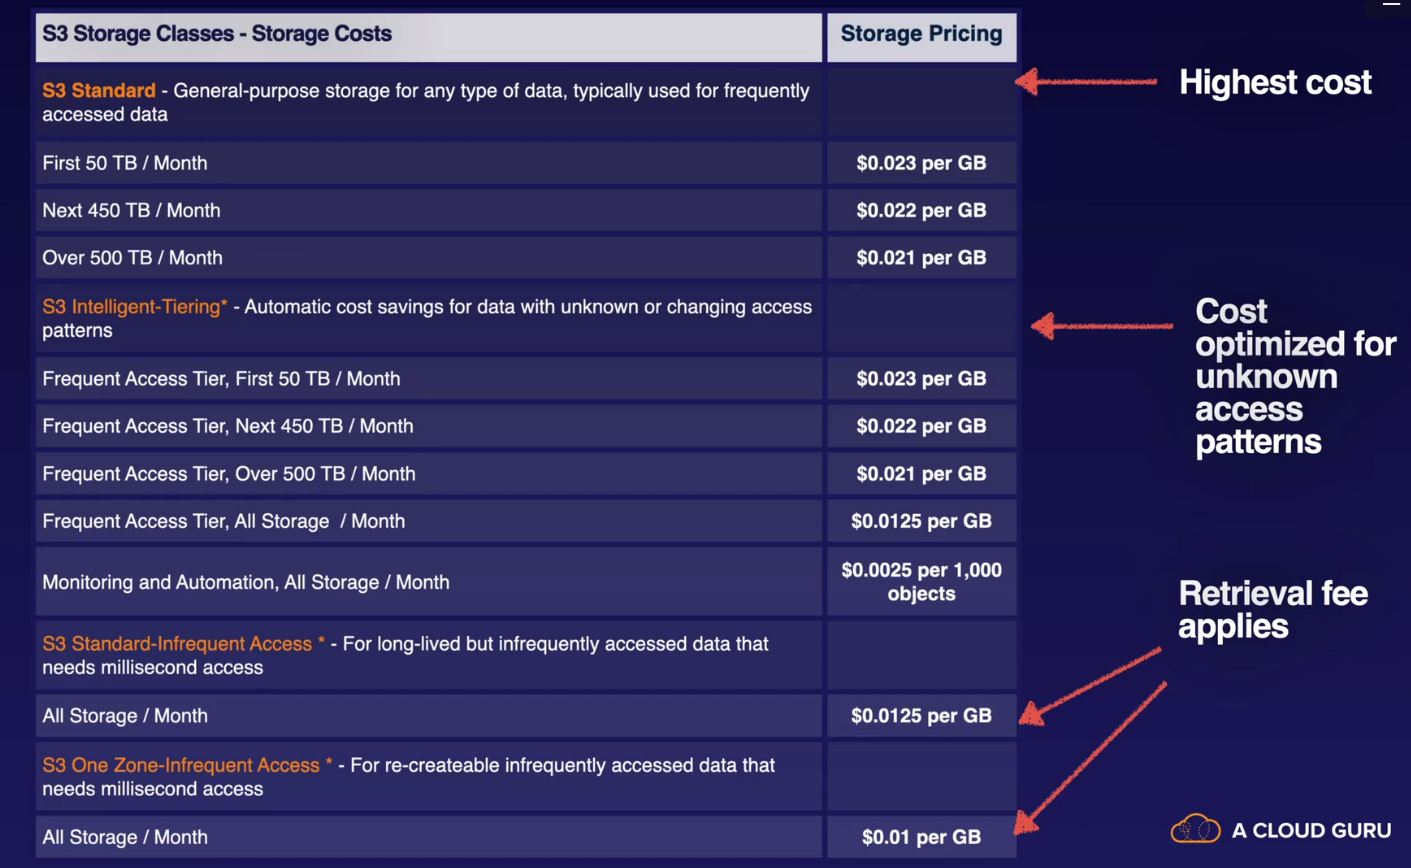 S3 Storage Classes - Storage Costs
Storage Pricing
S3 Standard - General-purpose storage for any type of data, typically used for frequently
accessed data
Highest cost
First 50 TB / Month
$0.023 per GB
Next 450 TB / Month
$0.022 per GB
Over 500 TB / Month
$0.021 per GB
S3 Intelligent-Tiering* - Automatic cost savings for data with unknown or changing access
patterns
Cost
optimized for
unknown
access
patterns
Frequent Access Tier, First 50 TB / Month
$0.023 per GB
Frequent Access Tier, Next 450 TB / Month
$0.022 per GB
Frequent Access Tier, Over 500 TB / Month
$0.021 per GB
Frequent Access Tier, All Storage / Month
$0.0125 per GB
Monitoring and Automation, All Storage / Month
$0.0025 per 1,000
objects
Retrieval fee
applies
S3 Standard-Infrequent Access * - For long-lived but infrequently accessed data that
needs millisecond access
All Storage / Month
$0.0125 per GB
S3 One Zone-Infrequent Access * - For re-createable infrequently accessed data that
needs millisecond access
All Storage / Month
$0.01 per GB
A CLOUD GURU